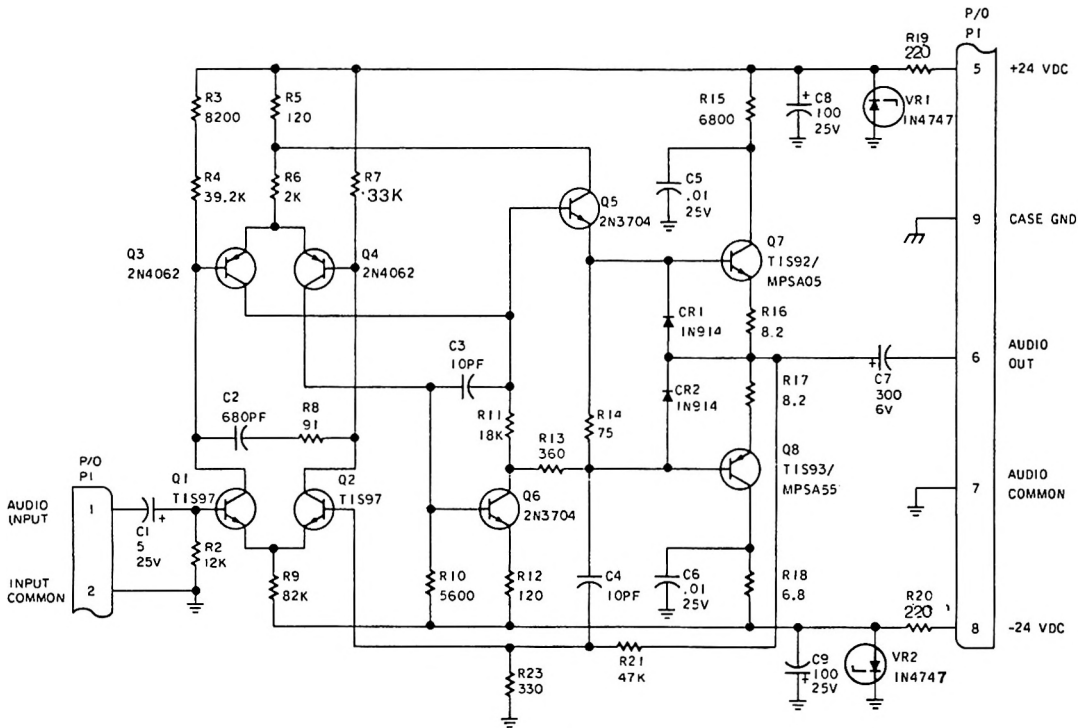 P/O
P1
R19
220
5
+24 VDC
R3
8200
R5
120
R15
6800
+
C8
100
25V
VR1
1N4747
R4
39.2K
R6
2K
R7
.33K
Q5
2N3704
C5
.01
25V
9
CASE GND
Q3
2N4062
Q4
2N4062
Q7
TIS92/
MPSA05
CR1
1N914
R16
8.2
C3
10PF
6
AUDIO
OUT
+
C7
300
6V
CR2
1N914
R17
8.2
C2
680PF
R8
91
R11
18K
R14
75
R13
360
Q8
TIS93/
MPSA55
P/O
P1
AUDIO
INPUT
1
Q1
TIS97
Q2
TIS97
Q6
2N3704
7
AUDIO
COMMON
C1
5
25V
+
R2
12K
INPUT
COMMON
2
R9
82K
R10
5600
R12
120
C4
10PF
C6
.01
25V
R18
6.8
R20
220
8
-24 VDC
R23
330
R21
47K
C9
100
25V
+
VR2
1N4747